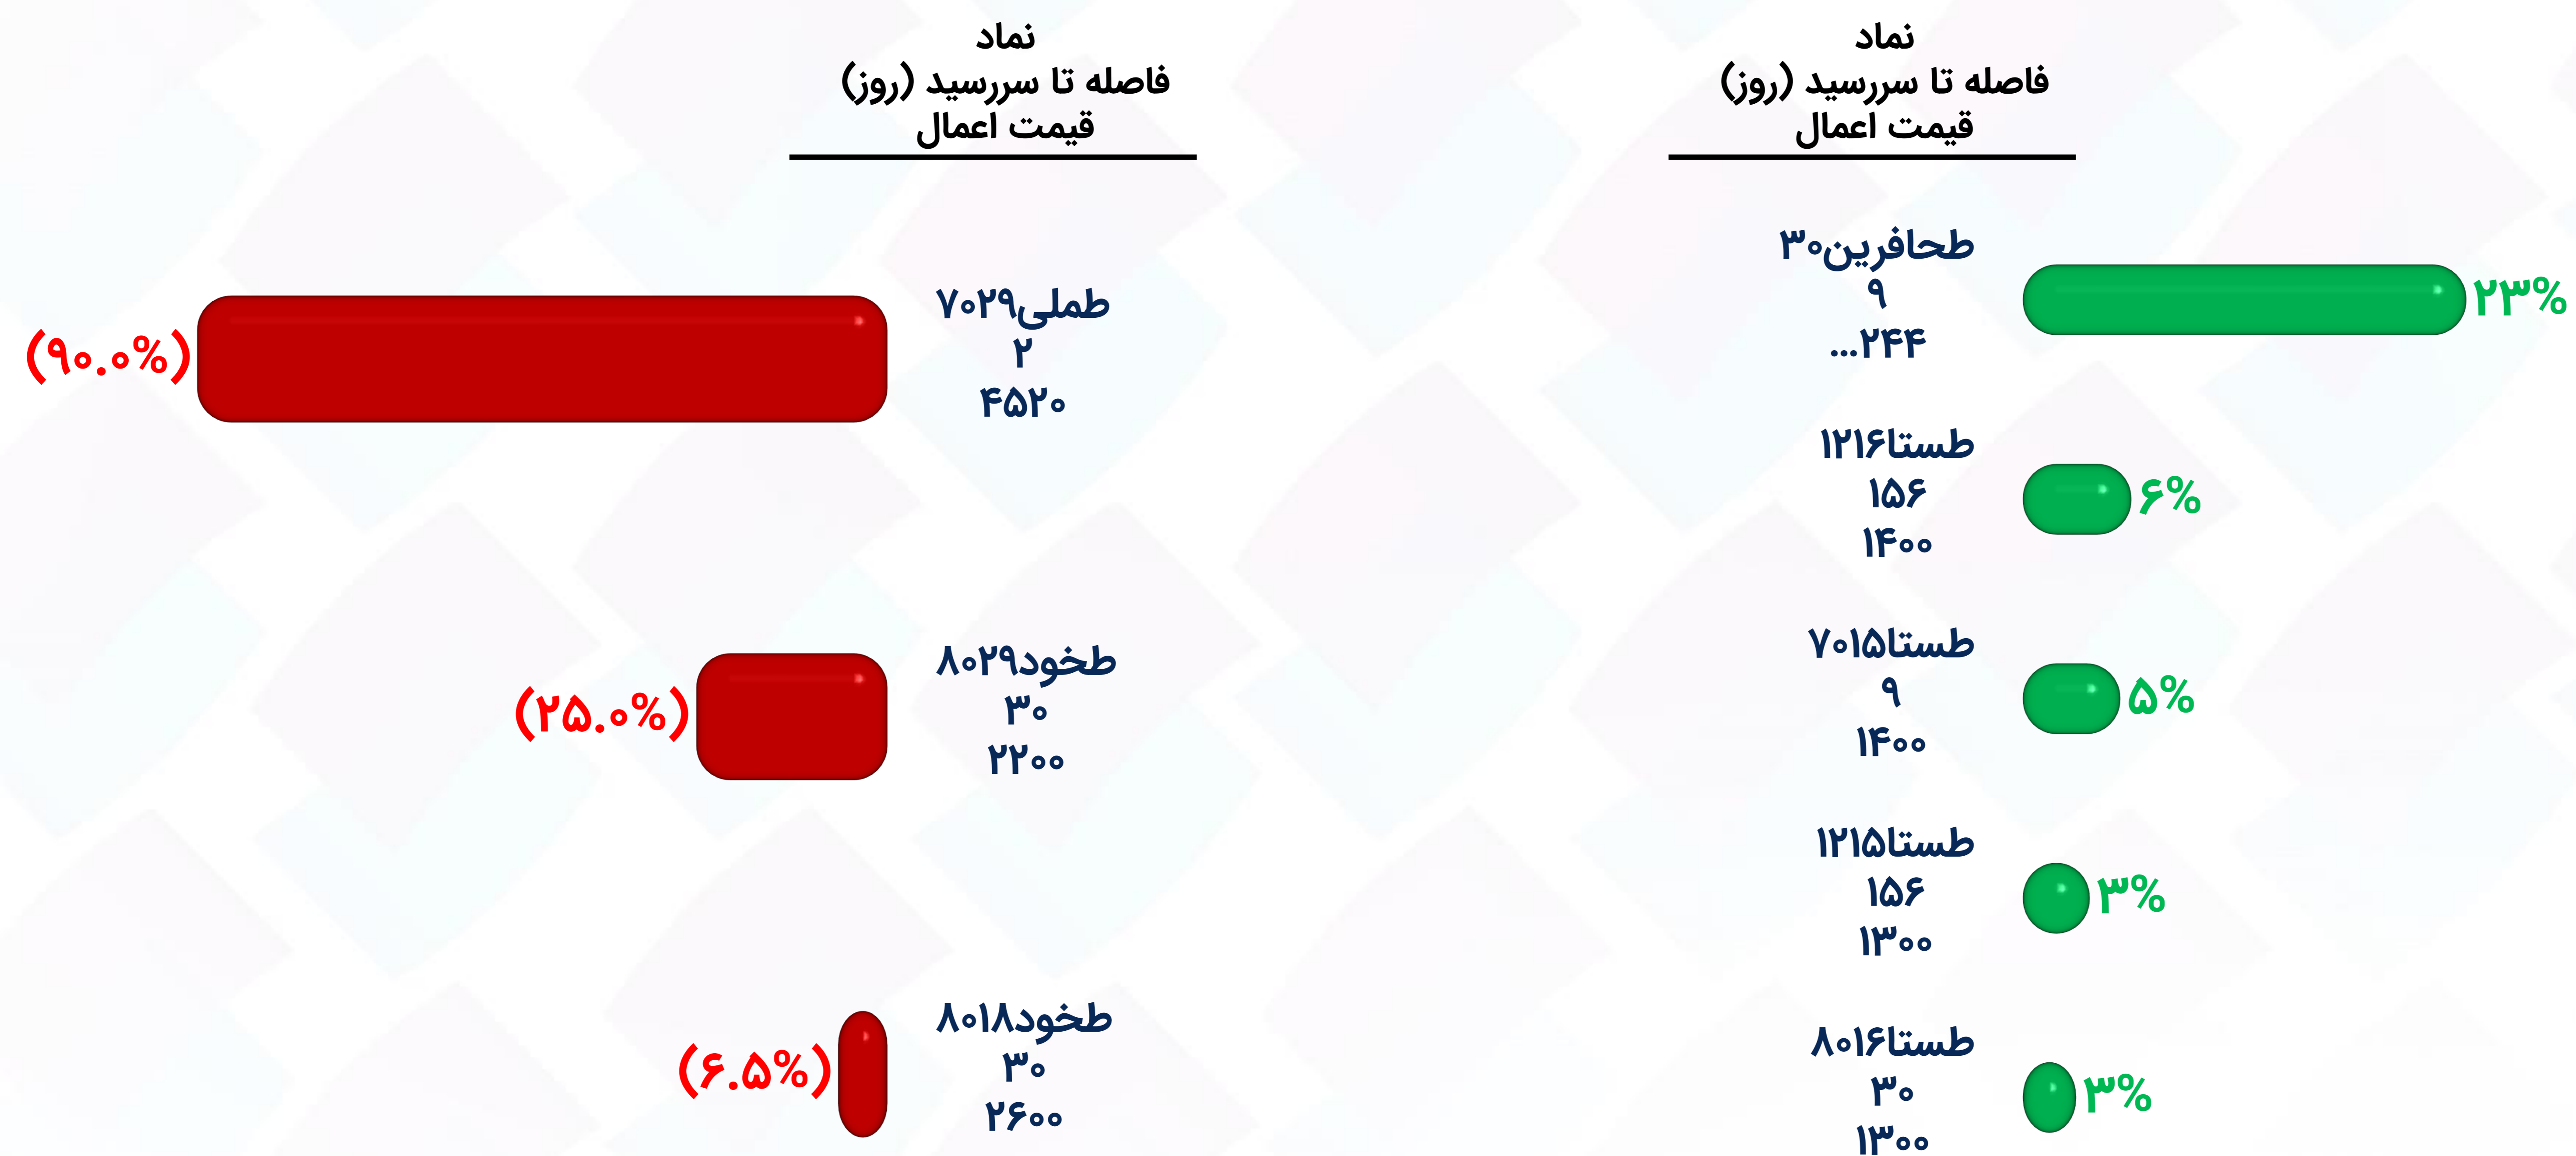 نماد
فاصله تا سررسید (روز)
قیمت اعمال
طحافرین۳۰
۹
۲۴۴...
۲۳%
طستا۱۲۱۶
۱۵۶
۱۴۰۰
۶%
طستا۷۰۱۵
۹
۱۴۰۰
۵%
طستا۱۲۱۵
۱۵۶
۱۳۰۰
۳%
طستا۸۰۱۶
۳۰
۱۳۰۰
۳%
نماد
فاصله تا سررسید (روز)
قیمت اعمال
طملی۷۰۲۹
۲
۴۵۲۰
(۹۰.۰%)
طخود۸۰۲۹
۳۰
۲۲۰۰
(۲۵.۰%)
طخود۸۰۱۸
۳۰
۲۶۰۰
(۶.۵%)